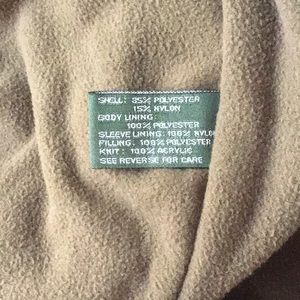 SHELL: 85% POLYESTER
15% NYLON
BODY LINING:
100% POLYESTER
SLEEVE LINING: 100% NYLON
FILLING: 100% POLYESTER
KNIT: 100% ACRYLIC
SEE REVERSE FOR CARE